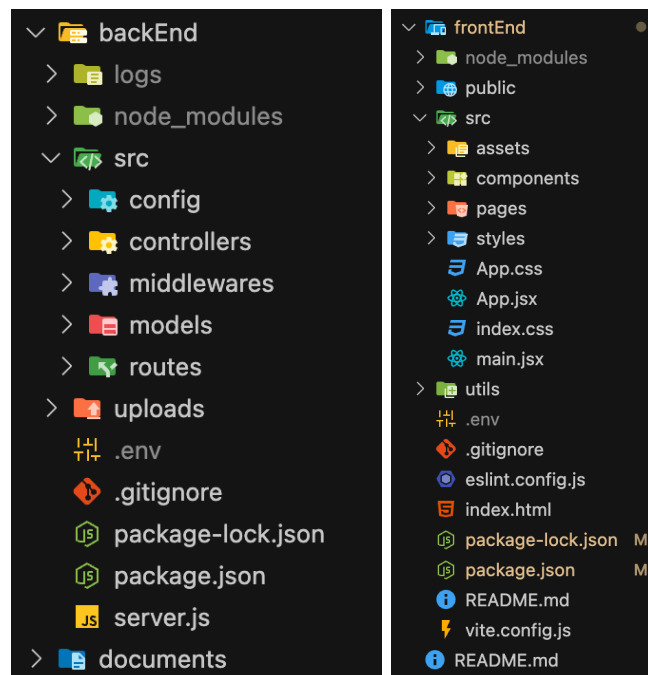 backEnd
logs
node_modules
src
config
controllers
middlewares
models
routes
uploads
.env
.gitignore
package-lock.json
package.json
JS server.js
documents
frontEnd
node_modules
public
src
assets
components
pages
styles
App.css
App.jsx
index.css
main.jsx
utils
.env
.gitignore
eslint.config.js
index.html
package-lock.json M
package.json M
README.md
vite.config.js
README.md